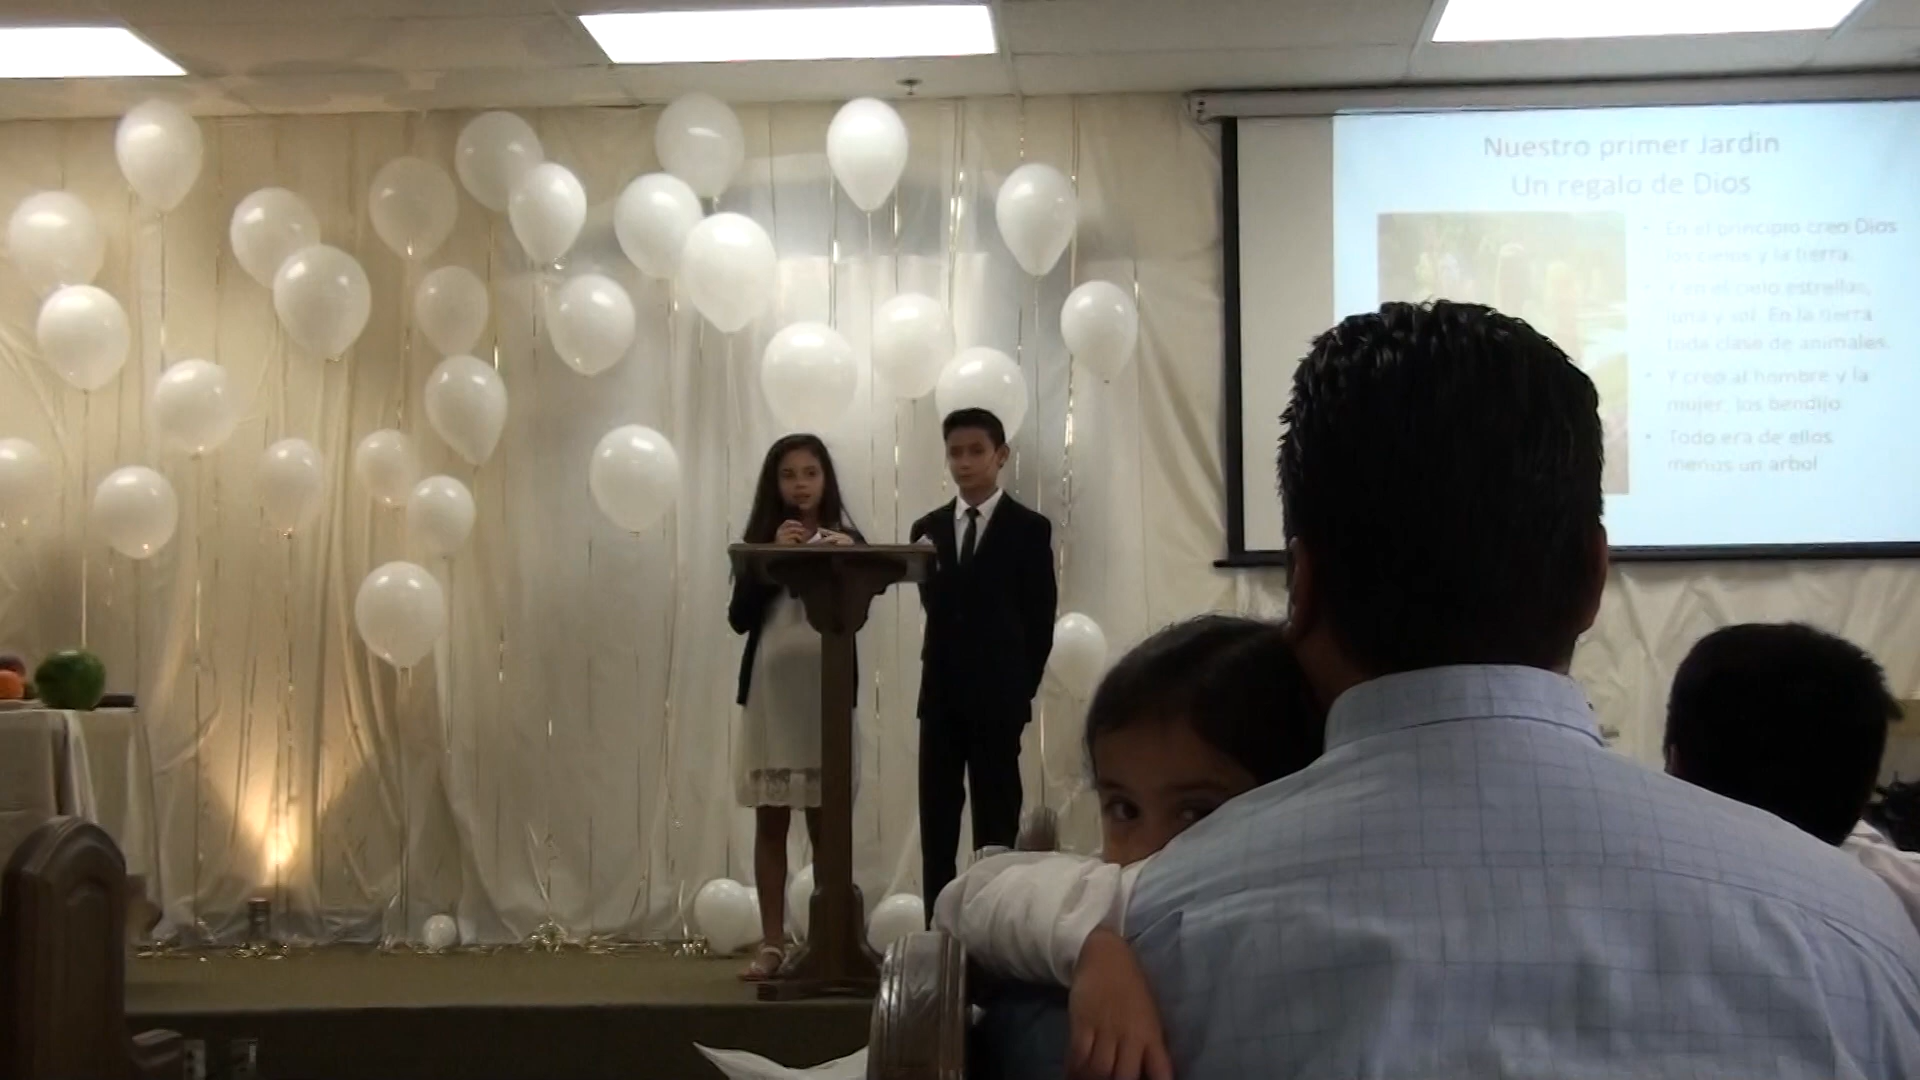 Nuestro primer Jardin
Un regalo de Dios
• En el principio creo Dios
los cielos y la tierra.
• Y en el cielo estrellas,
luna y sol. En la tierra
toda clase de animales.
• Y creo al hombre y la
mujer, los bendijo
• Todo era de ellos
menos un arbol